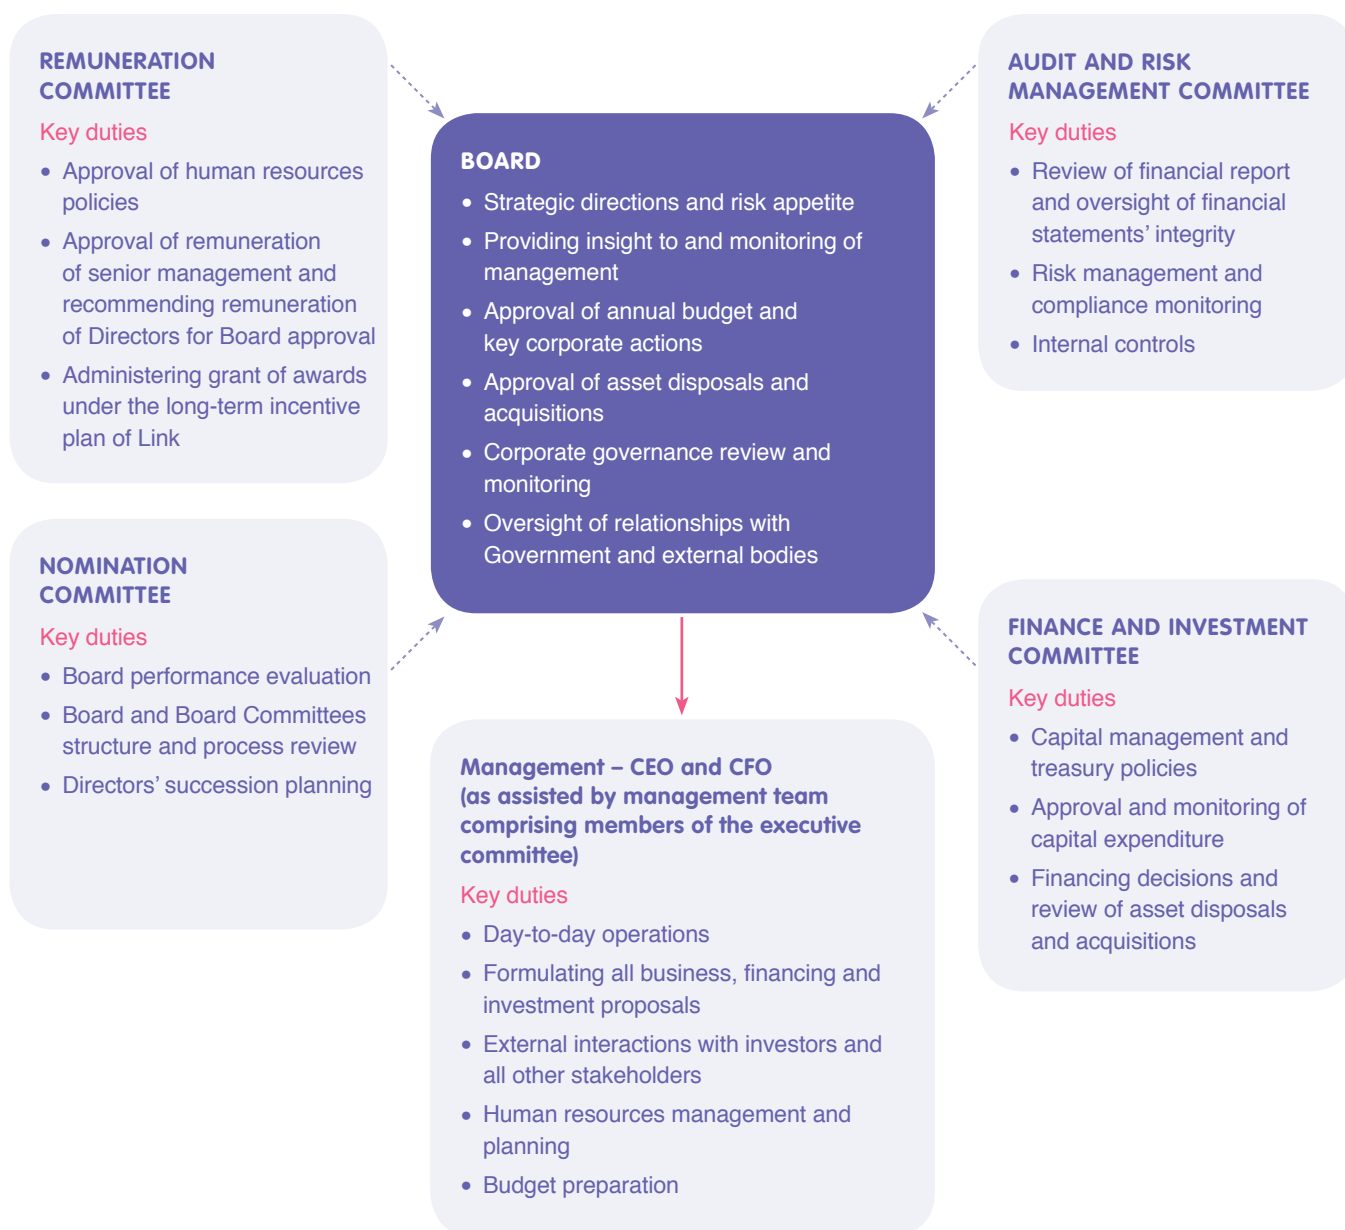 REMUNERATION
COMMITTEE
Key duties
• Approval of human resources
policies
• Approval of remuneration
of senior management and
recommending remuneration
of Directors for Board approval
• Administering grant of awards
under the long-term incentive
plan of Link
NOMINATION
COMMITTEE
Key duties
• Board performance evaluation
• Board and Board Committees
structure and process review
• Directors’ succession planning
BOARD
• Strategic directions and risk appetite
• Providing insight to and monitoring of
management
• Approval of annual budget and
key corporate actions
• Approval of asset disposals and
acquisitions
• Corporate governance review and
monitoring
• Oversight of relationships with
Government and external bodies
Management – CEO and CFO
(as assisted by management team
comprising members of the executive
committee)
Key duties
• Day-to-day operations
• Formulating all business, financing and
investment proposals
• External interactions with investors and
all other stakeholders
• Human resources management and
planning
• Budget preparation
AUDIT AND RISK
MANAGEMENT COMMITTEE
Key duties
• Review of financial report
and oversight of financial
statements’ integrity
• Risk management and
compliance monitoring
• Internal controls
FINANCE AND INVESTMENT
COMMITTEE
Key duties
• Capital management and
treasury policies
• Approval and monitoring of
capital expenditure
• Financing decisions and
review of asset disposals
and acquisitions